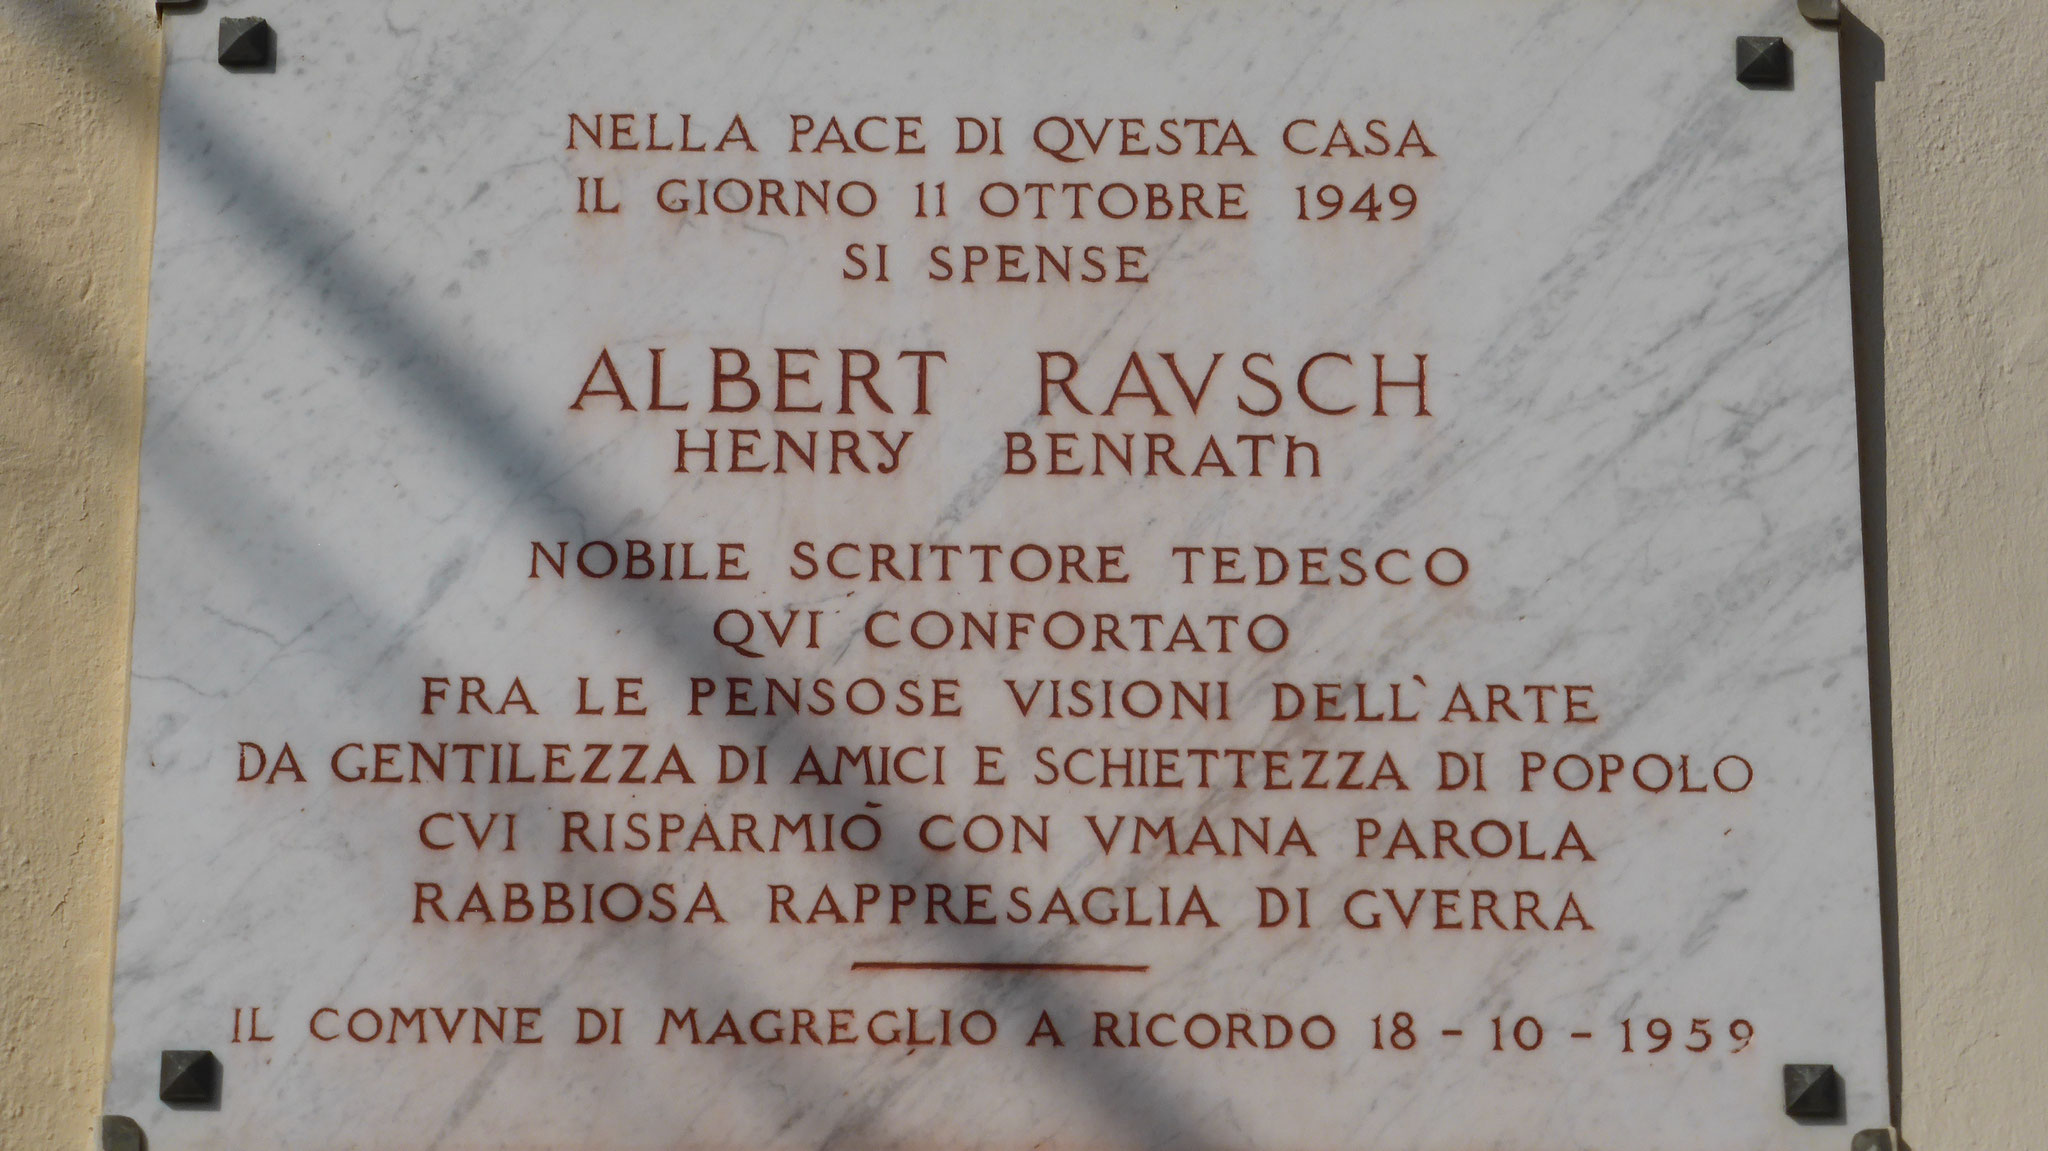 NELLA PACE DI QVESTA CASA
IL GIORNO 11 OTTOBRE 1949
SI SPENSE
ALBERT RAVSCH
HENRY BENRATh
NOBILE SCRITTORE TEDESCO
QVI CONFORTATO
FRA LE PENSOSE VISIONI DELL'ARTE
DA GENTILEZZA DI AMICI E SCHIETTEZZA DI POPOLO
CVI RISPARMIÒ CON VMANA PAROLA
RABBIOSA RAPPRESAGLIA DI GVERRA
IL COMVNE DI MAGREGLIO A RICORDO 18 - 10 - 1959